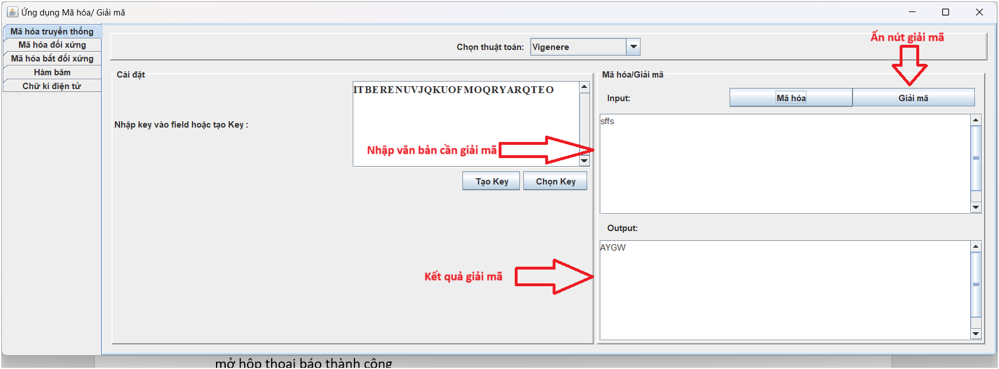 Ứng dụng Mã hóa/ Giải mã
Mã hóa truyền thống
Mã hóa đối xứng
Mã hóa bất đối xứng
Hàm băm
Chữ kí điện tử
Chọn thuật toán: Vigenere
Ấn nút giải mã
Cài đặt
ITBERENUVJQKUOFMOQRYARQTEO
Nhập key vào field hoặc tạo Key :
Nhập văn bản cần giải mã
Tạo Key Chọn Key
Kết quả giải mã
Mã hóa/Giải mã
Input: Mã hóa Giải mã
sffs
Output:
AYGW
mở hộp thoại báo thành công